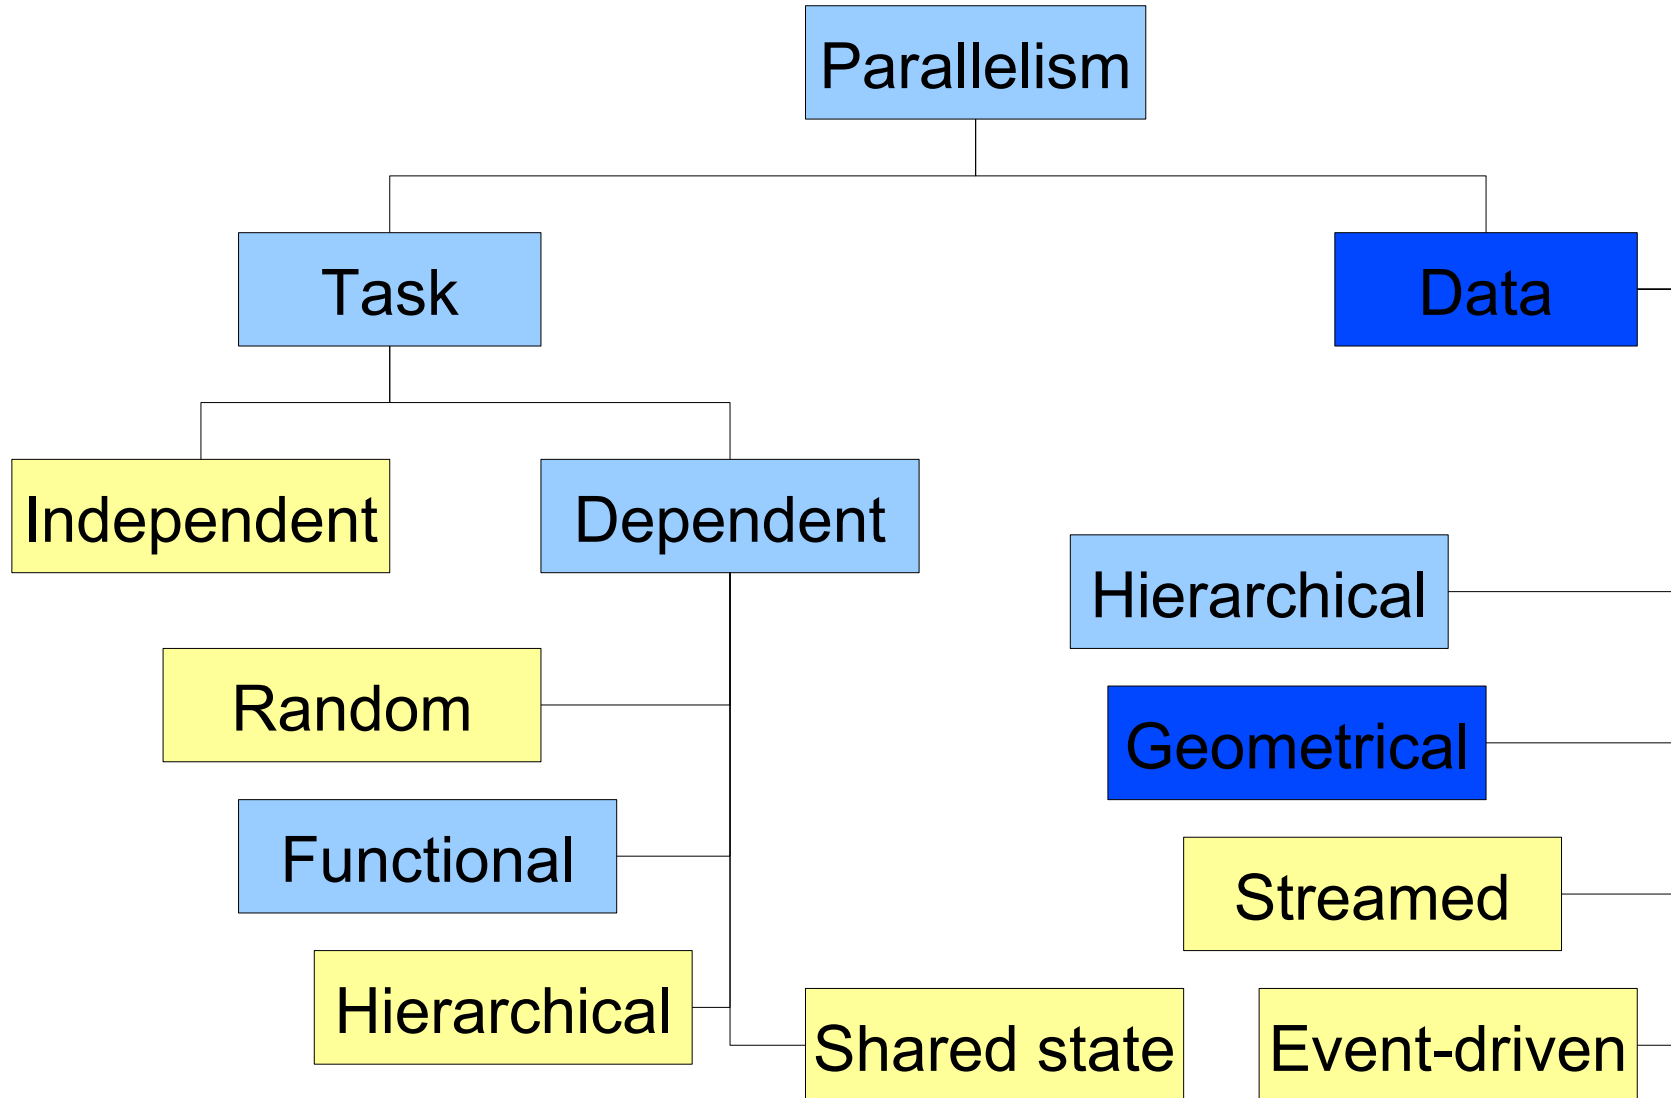 Parallelism
Task
Data
Independent
Dependent
Hierarchical
Random
Geometrical
Functional
Streamed
Hierarchical
Shared state
Event-driven